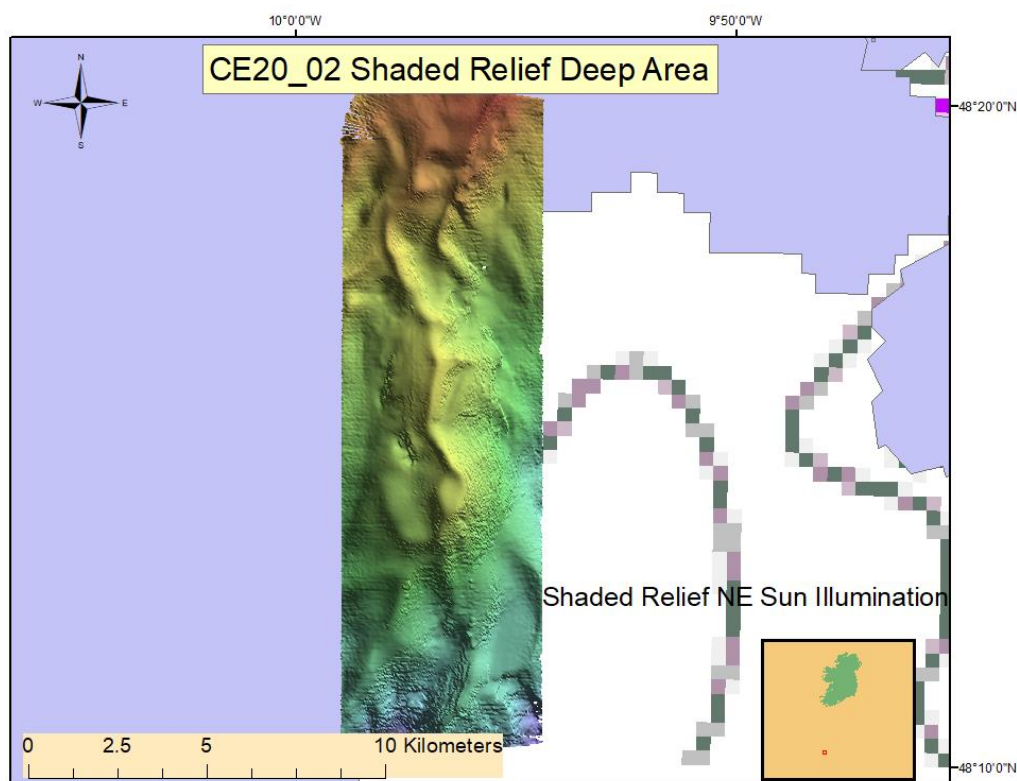 10°0'0"W
9°50'0"W
CE20_02 Shaded Relief Deep Area
N
W
E
S
48°20'0"N
Shaded Relief NE Sun Illumination
0
2.5
5
10 Kilometers
48°10'0"N